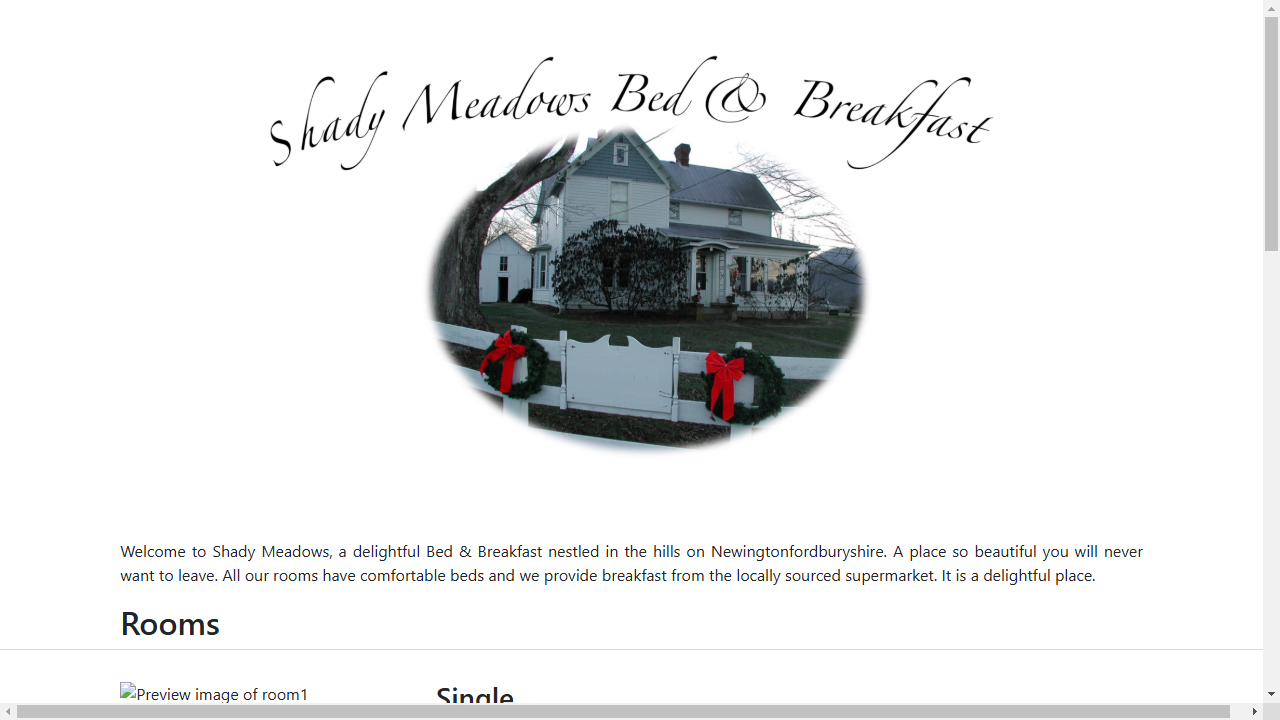 Shady Meadows Bed & Breakfast
Welcome to Shady Meadows, a delightful Bed & Breakfast nestled in the hills on Newingtonfordburyshire. A place so beautiful you will never
want to leave. All our rooms have comfortable beds and we provide breakfast from the locally sourced supermarket. It is a delightful place.
Rooms
Preview image of room1
Single